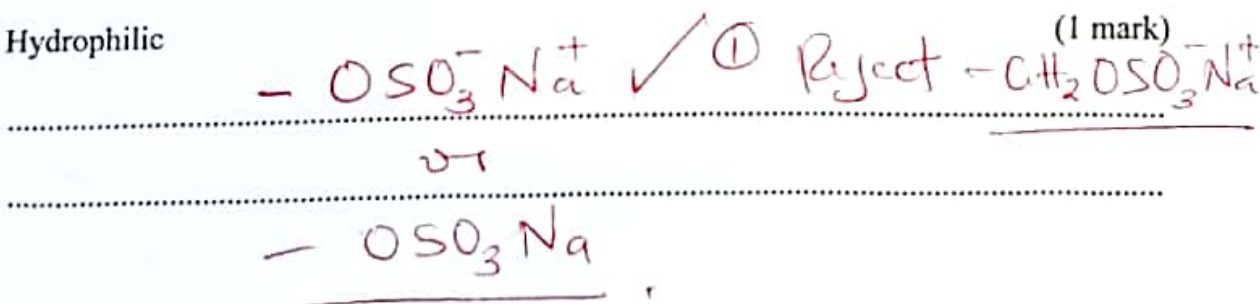 Hydrophilic (1 mark)
- OSO₃⁻Na⁺ ✓ ① Reject - CH₂OSO₃⁻Na⁺
or
- OSO₃Na